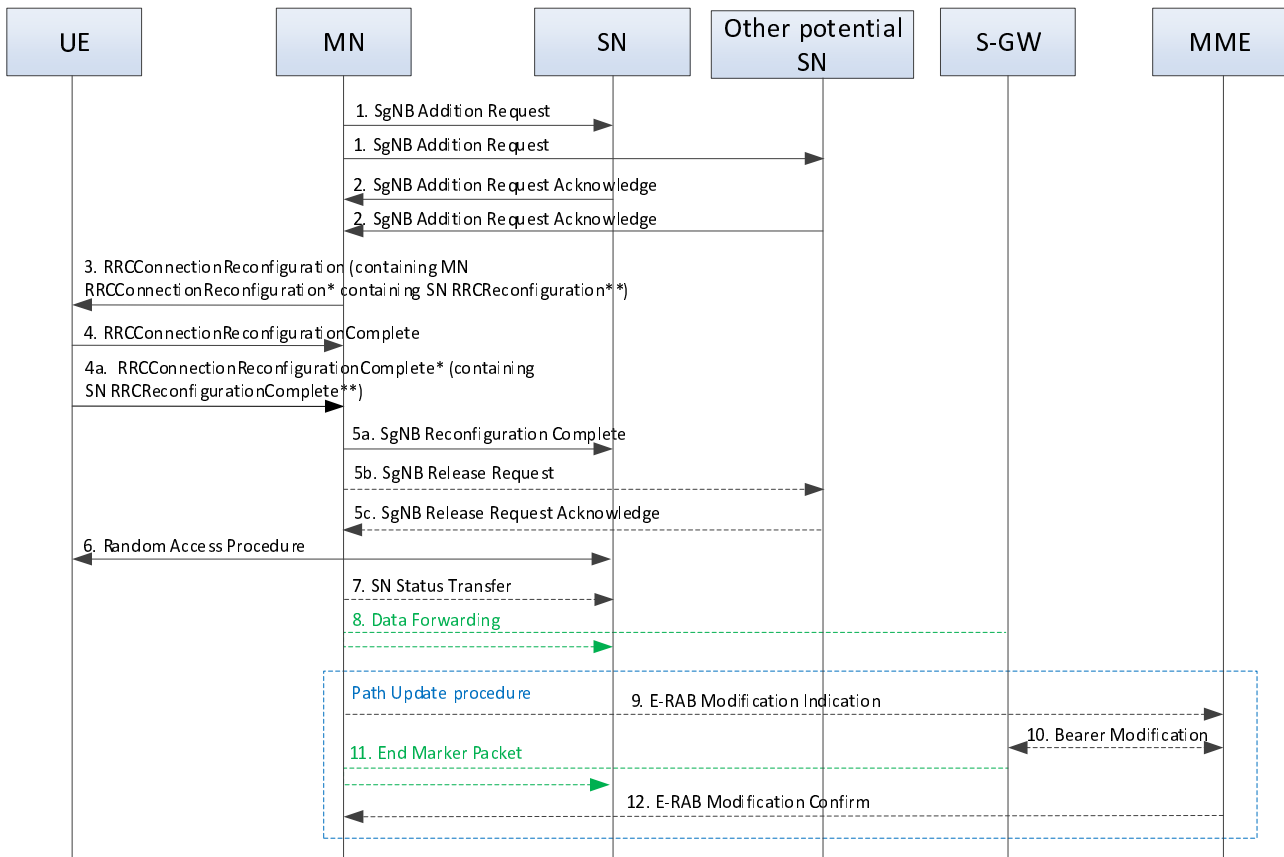 UE
MN
SN
Other potential
SN
S-GW
MME
1. SgNB Addition Request
1. SgNB Addition Request
2. SgNB Addition Request Acknowledge
2. SgNB Addition Request Acknowledge
3. RRCConnectionReconfiguration (containing MN
RRCConnectionReconfiguration* containing SN RRCReconfiguration**)
4. RRCConnectionReconfigurationComplete
4a. RRCConnectionReconfigurationComplete* (containing
SN RRCReconfigurationComplete**)
5a. SgNB Reconfiguration Complete
5b. SgNB Release Request
5c. SgNB Release Request Acknowledge
6. Random Access Procedure
7. SN Status Transfer
8. Data Forwarding
Path Update procedure
9. E-RAB Modification Indication
10. Bearer Modification
11. End Marker Packet
12. E-RAB Modification Confirm